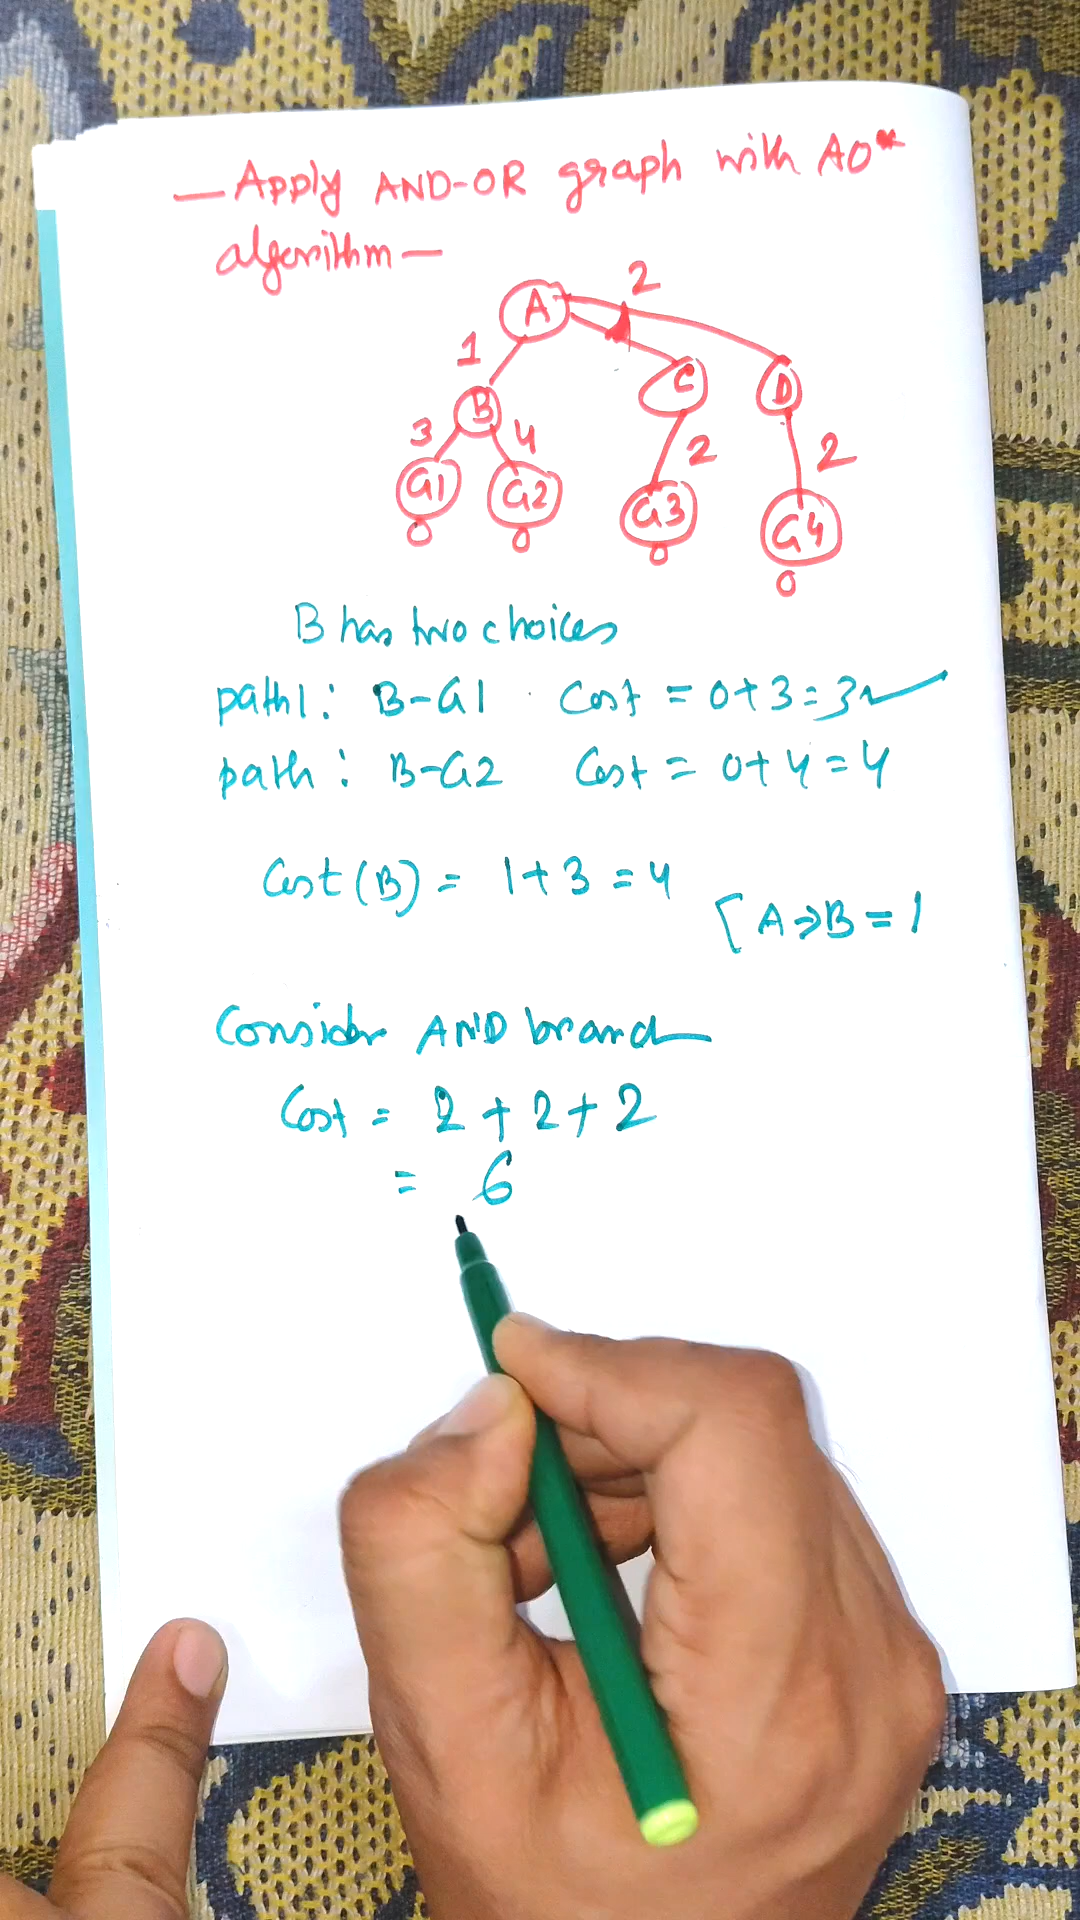 — Apply AND-OR graph with AO*
algorithm —
2
A
1
C
D
B
3
4
2
2
G1
G2
G3
G4
0
0
0
0
B has two choices
path1: B-G1 Cost = 0+3=3
path: B-G2 Cost = 0+4=4
Cost(B) = 1+3=4
[A⇒B=1
Consider AND branch
Cost = 2+2+2
= 6